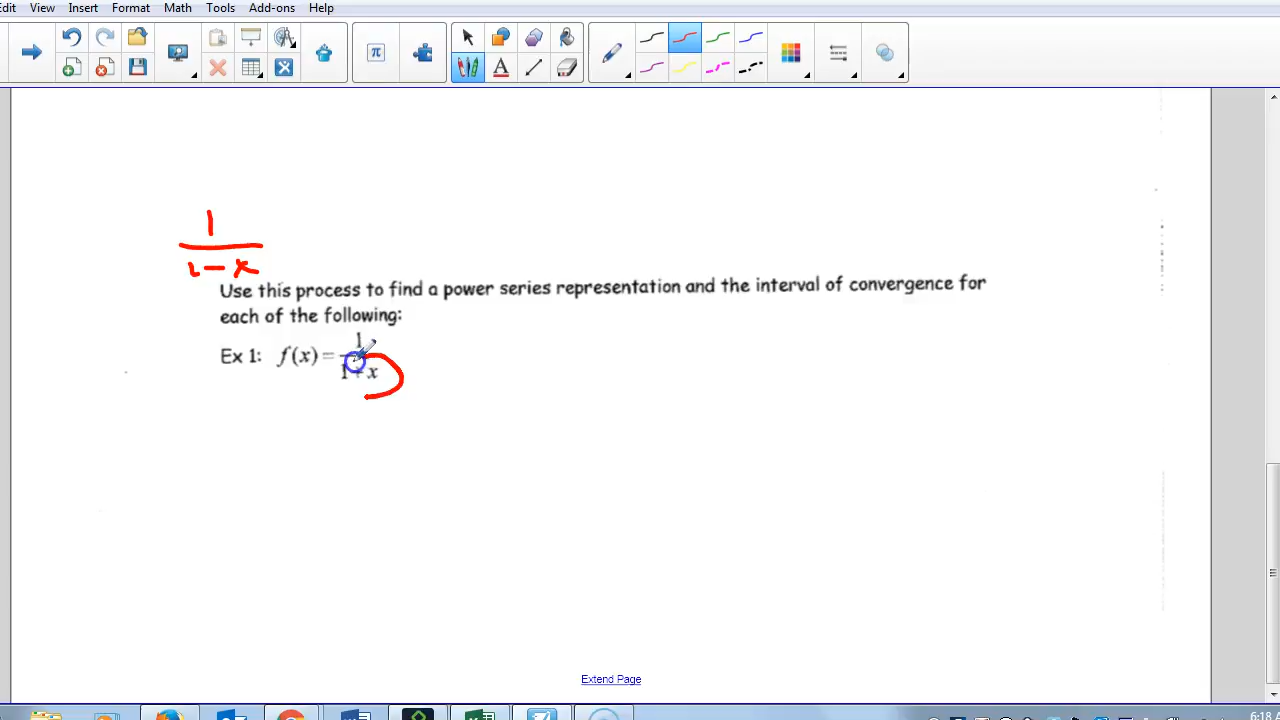 Edit View Insert Format Math Tools Add-ons Help
1
1 - x
Use this process to find a power series representation and the interval of convergence for
each of the following:
Ex 1: f(x) = 1
1 + x
Extend Page